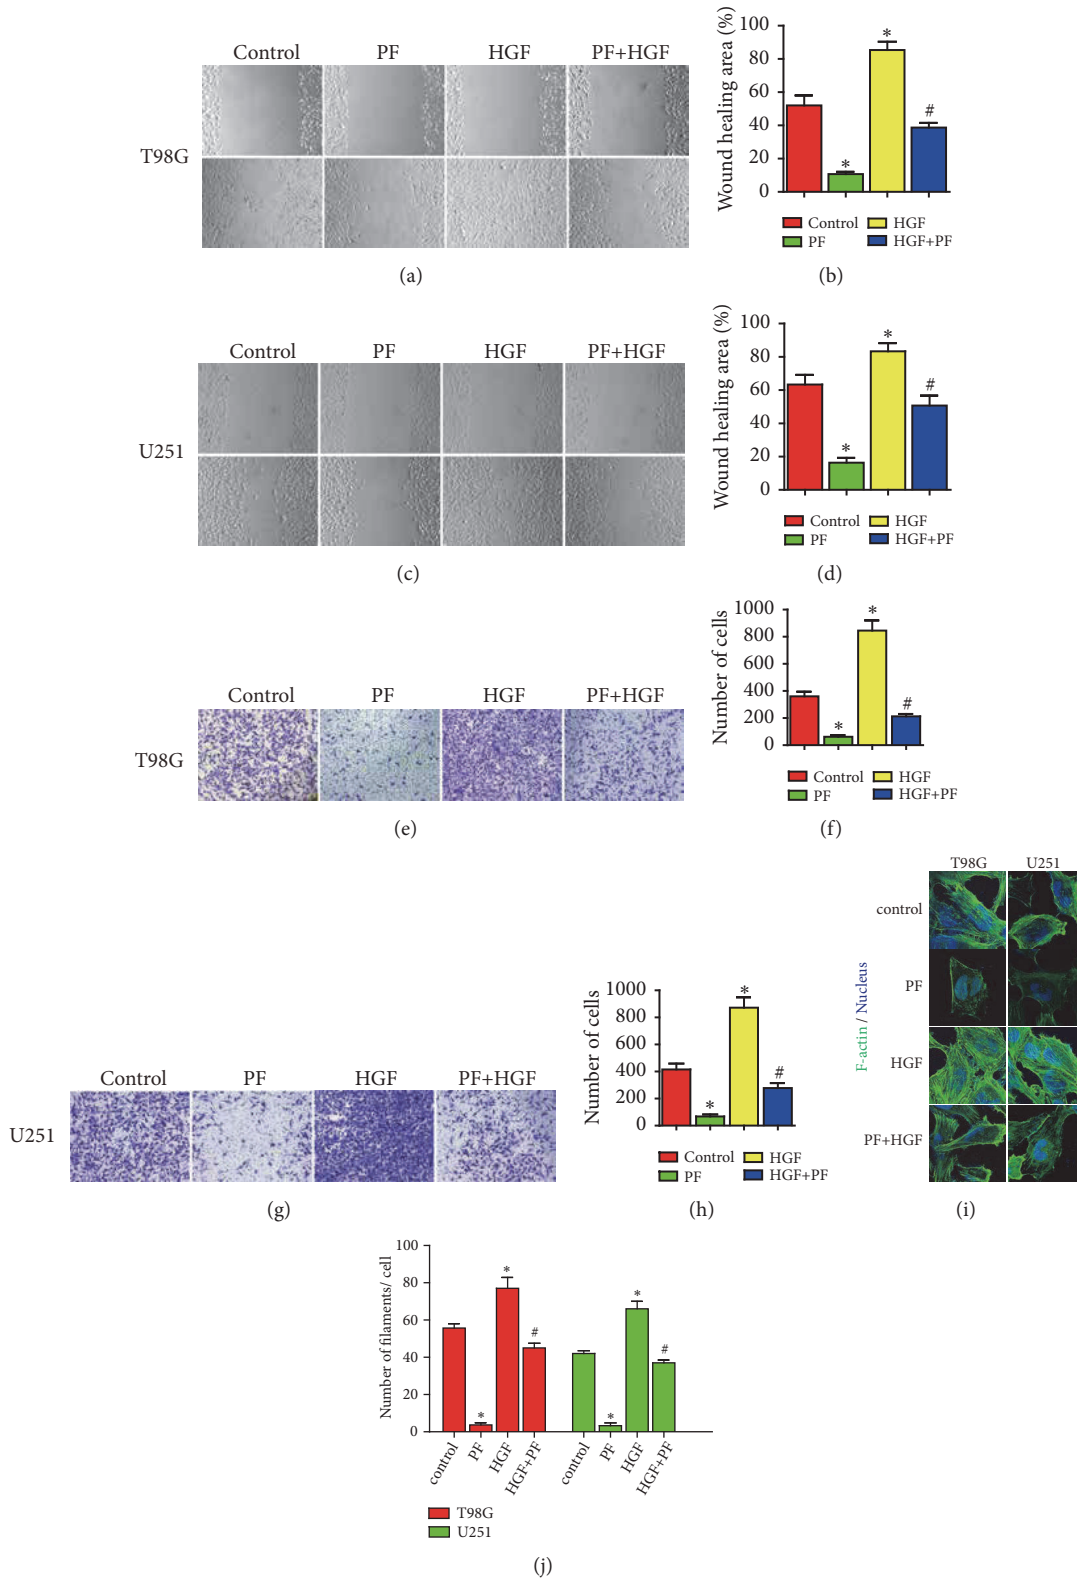 Control PF HGF PF+HGF
T98G
(a)
Wound healing area (%)
100
80
60
40
20
0
*
*
#
Control HGF
PF HGF+PF
(b)
Control PF HGF PF+HGF
U251
(c)
Wound healing area (%)
100
80
60
40
20
0
*
*
#
Control HGF
PF HGF+PF
(d)
Control PF HGF PF+HGF
T98G
(e)
Number of cells
1000
800
600
400
200
0
*
*
#
Control HGF
PF HGF+PF
(f)
Control PF HGF PF+HGF
U251
(g)
Number of cells
1000
800
600
400
200
0
*
*
#
Control HGF
PF HGF+PF
(h)
T98G U251
control
PF
HGF
PF+HGF
F-actin / Nucleus
(i)
Number of filaments/ cell
100
80
60
40
20
0
*
*
#
*
*
#
control PF HGF HGF+PF control PF HGF HGF+PF
T98G
U251
(j)